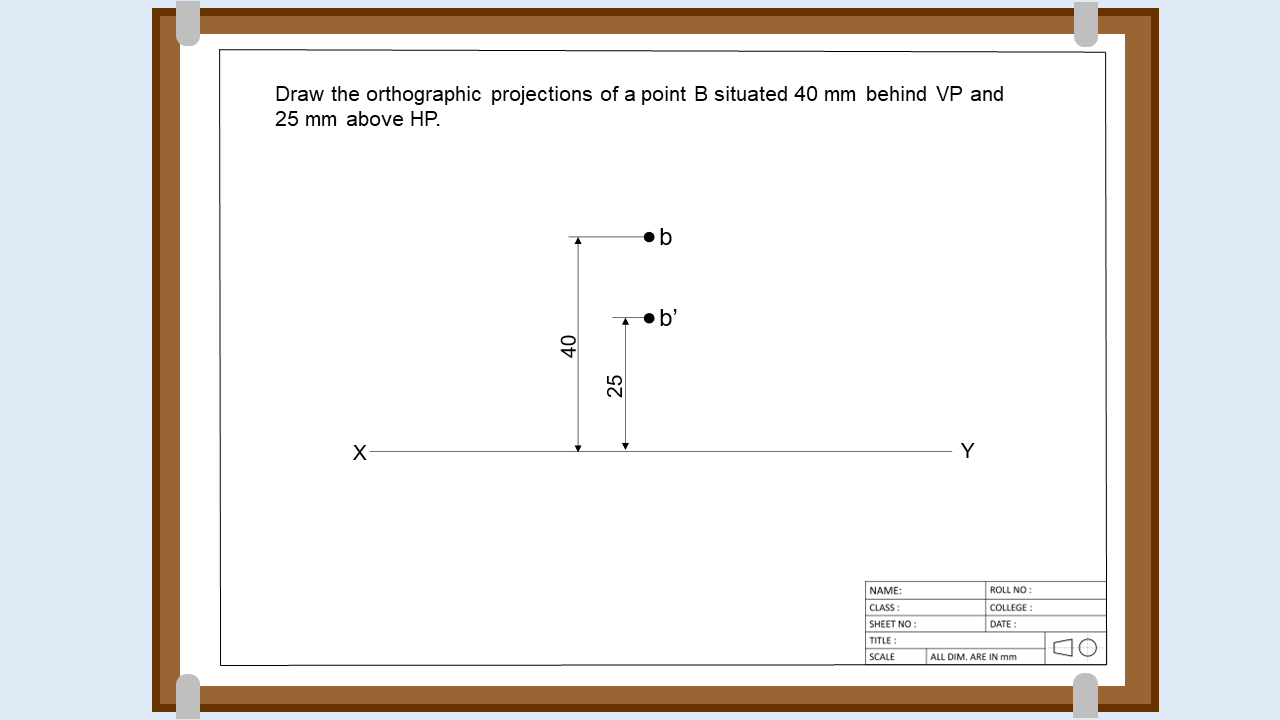 Draw the orthographic projections of a point B situated 40 mm behind VP and
25 mm above HP.
b
b’
40
25
X
Y
NAME:
ROLL NO :
CLASS :
COLLEGE :
SHEET NO :
DATE :
TITLE :
SCALE
ALL DIM. ARE IN mm